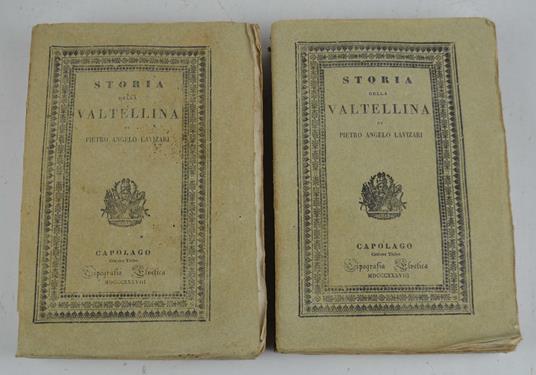 STORIA
DELLA
VALTELLINA
DI
PIETRO ANGELO LAVIZARI
CAPOLAGO
Cantone Ticino
Tipografia Elvetica
MDCCCXXXVIII
STORIA
DELLA
VALTELLINA
DI
PIETRO ANGELO LAVIZARI
CAPOLAGO
Cantone Ticino
Tipografia Elvetica
MDCCCXXXVIII